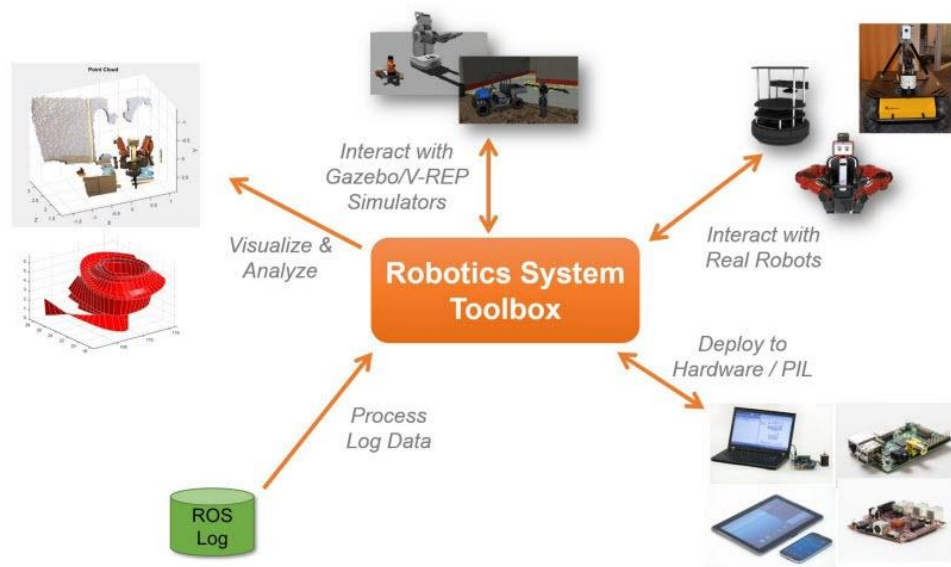 Point Cloud
Interact with
Gazebo/V-REP
Simulators
Visualize &
Analyze
Interact with
Real Robots
Robotics System
Toolbox
Deploy to
Hardware / PIL
Process
Log Data
ROS
Log